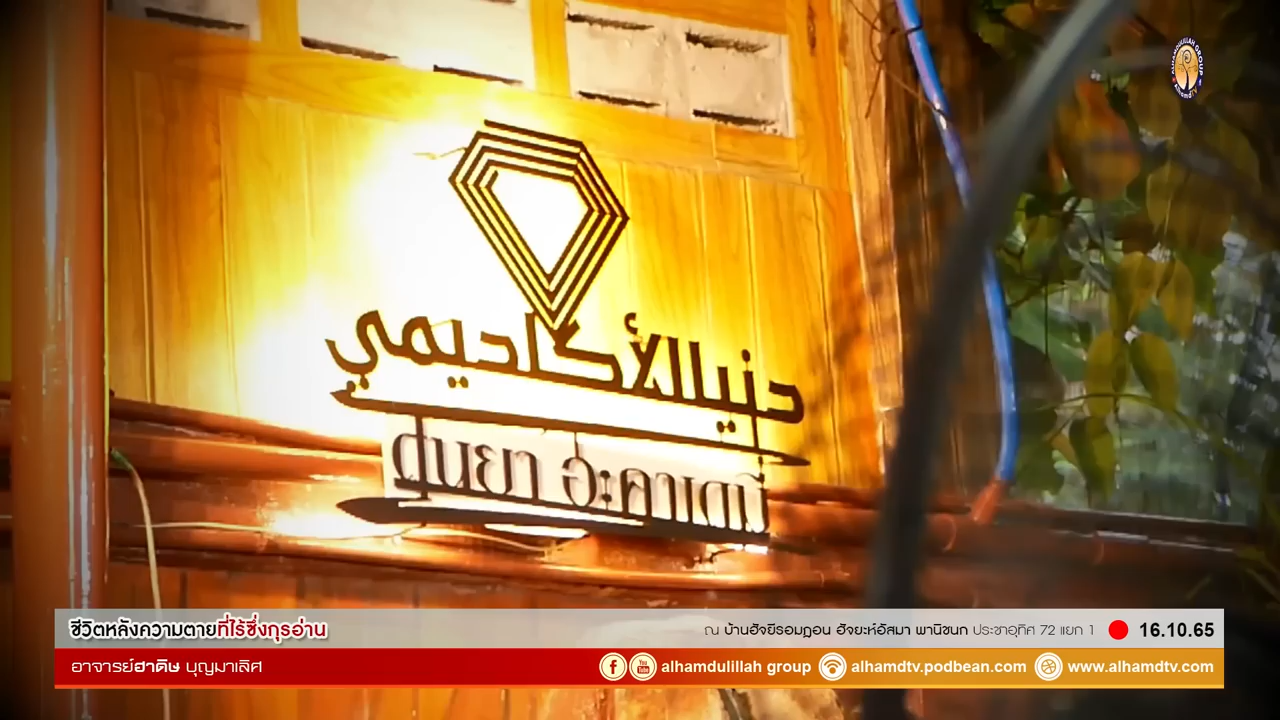 ALHAMDULILLAH GROUP
alhamdTV
دنيا الأكاديمي
ดุนยา อะคาเดมี
ชีวิตหลังความตายที่ไร้ซึ่งกุรอ่าน
ณ บ้านฮัจยีรอมฎอน ฮัจยะห์อัสมา พานิชนก ประชาอุทิศ 72 แยก 1 16.10.65
อาจารย์ฮาดิษ บุญมาเลิศ
alhamdulillah group alhamdtv.podbean.com www.alhamdtv.com